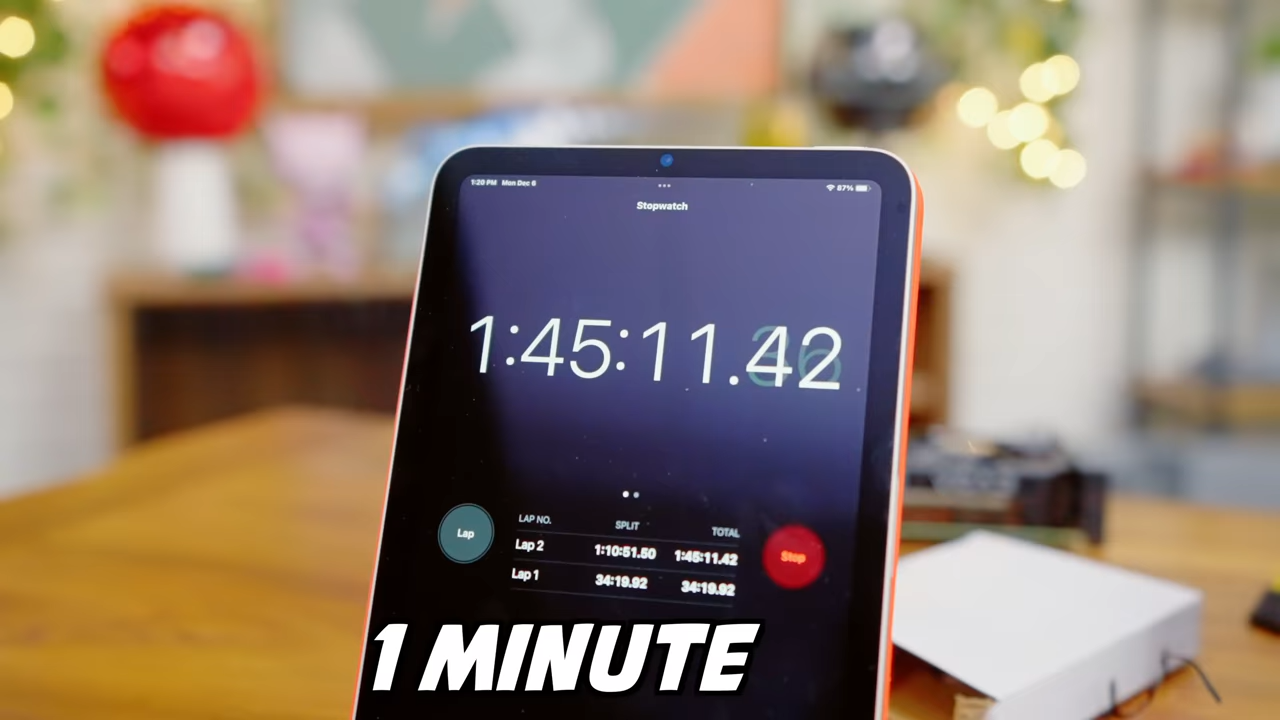 1:20 PM Mon Dec 6
87%
Stopwatch
1:45:11.42
LAP NO. SPLIT TOTAL
Lap 2 1:10:51.50 1:45:11.42
Lap 1 34:19.92 34:19.92
Lap
Stop
1 MINUTE